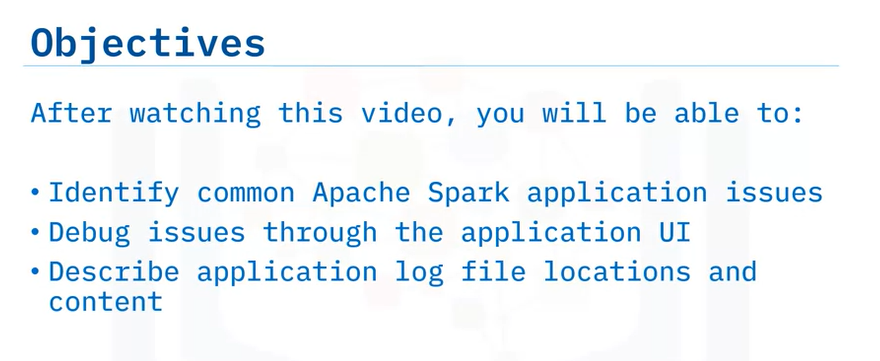 Objectives
After watching this video, you will be able to:
• Identify common Apache Spark application issues
• Debug issues through the application UI
• Describe application log file locations and
content